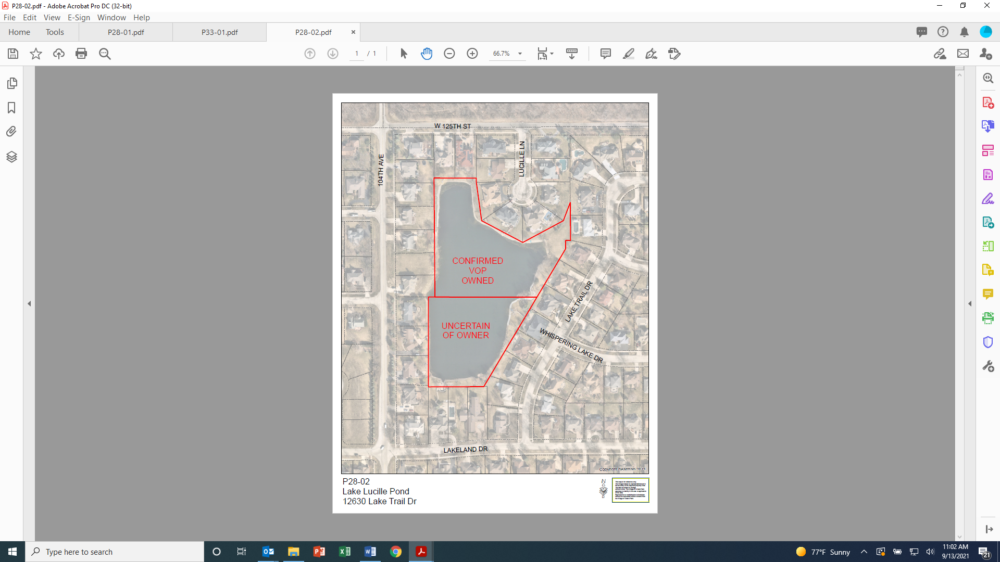 P28-02.pdf - Adobe Acrobat Pro DC (32-bit)
File Edit View E-Sign Window Help
Home Tools P28-01.pdf P33-01.pdf P28-02.pdf
1 / 1 66.7%
W 125TH ST
LUCILLE LN
104TH AVE
CONFIRMED
VOP
OWNED
LAKE TRAIL DR
UNCERTAIN
OF OWNER
WHISPERING LAKE DR
LAKELAND DR
Copyright nearmap 2015
P28-02
Lake Lucille Pond
12630 Lake Trail Dr
N
Type here to search
77°F Sunny
11:02 AM
9/13/2021
21